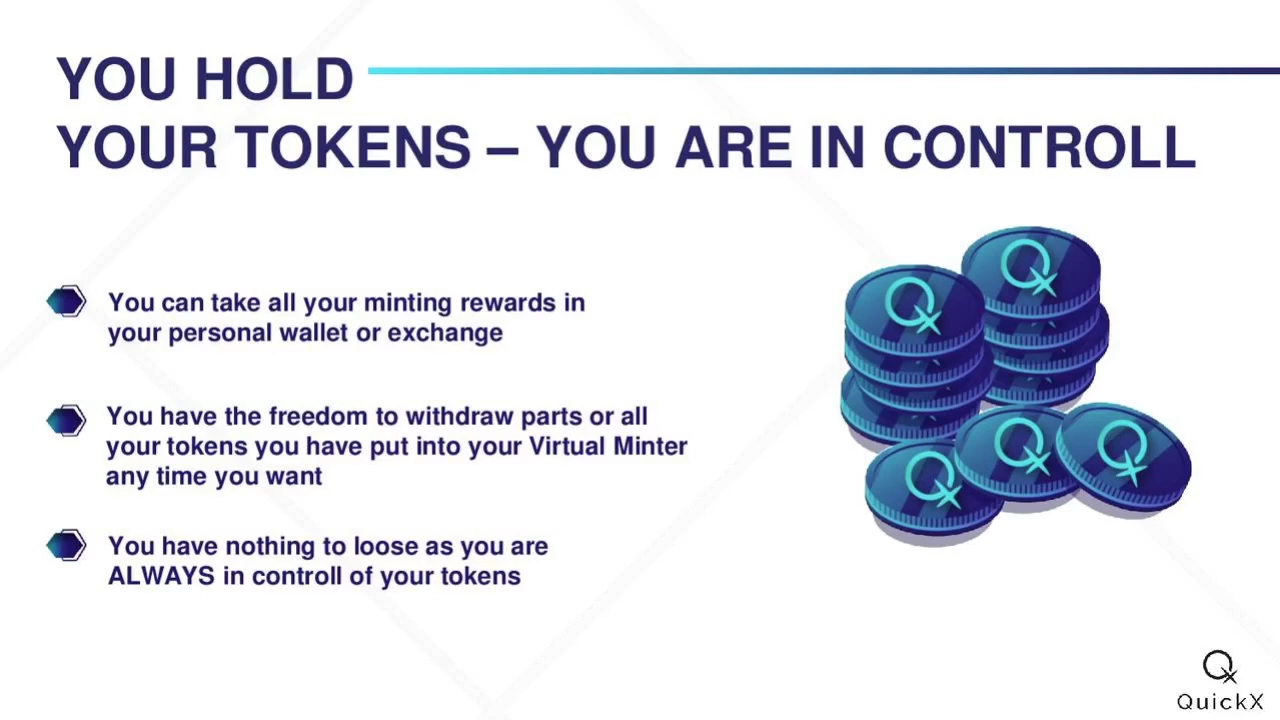 YOU HOLD
YOUR TOKENS – YOU ARE IN CONTROLL
You can take all your minting rewards in
your personal wallet or exchange
You have the freedom to withdraw parts or all
your tokens you have put into your Virtual Minter
any time you want
You have nothing to loose as you are
ALWAYS in controll of your tokens
QuickX